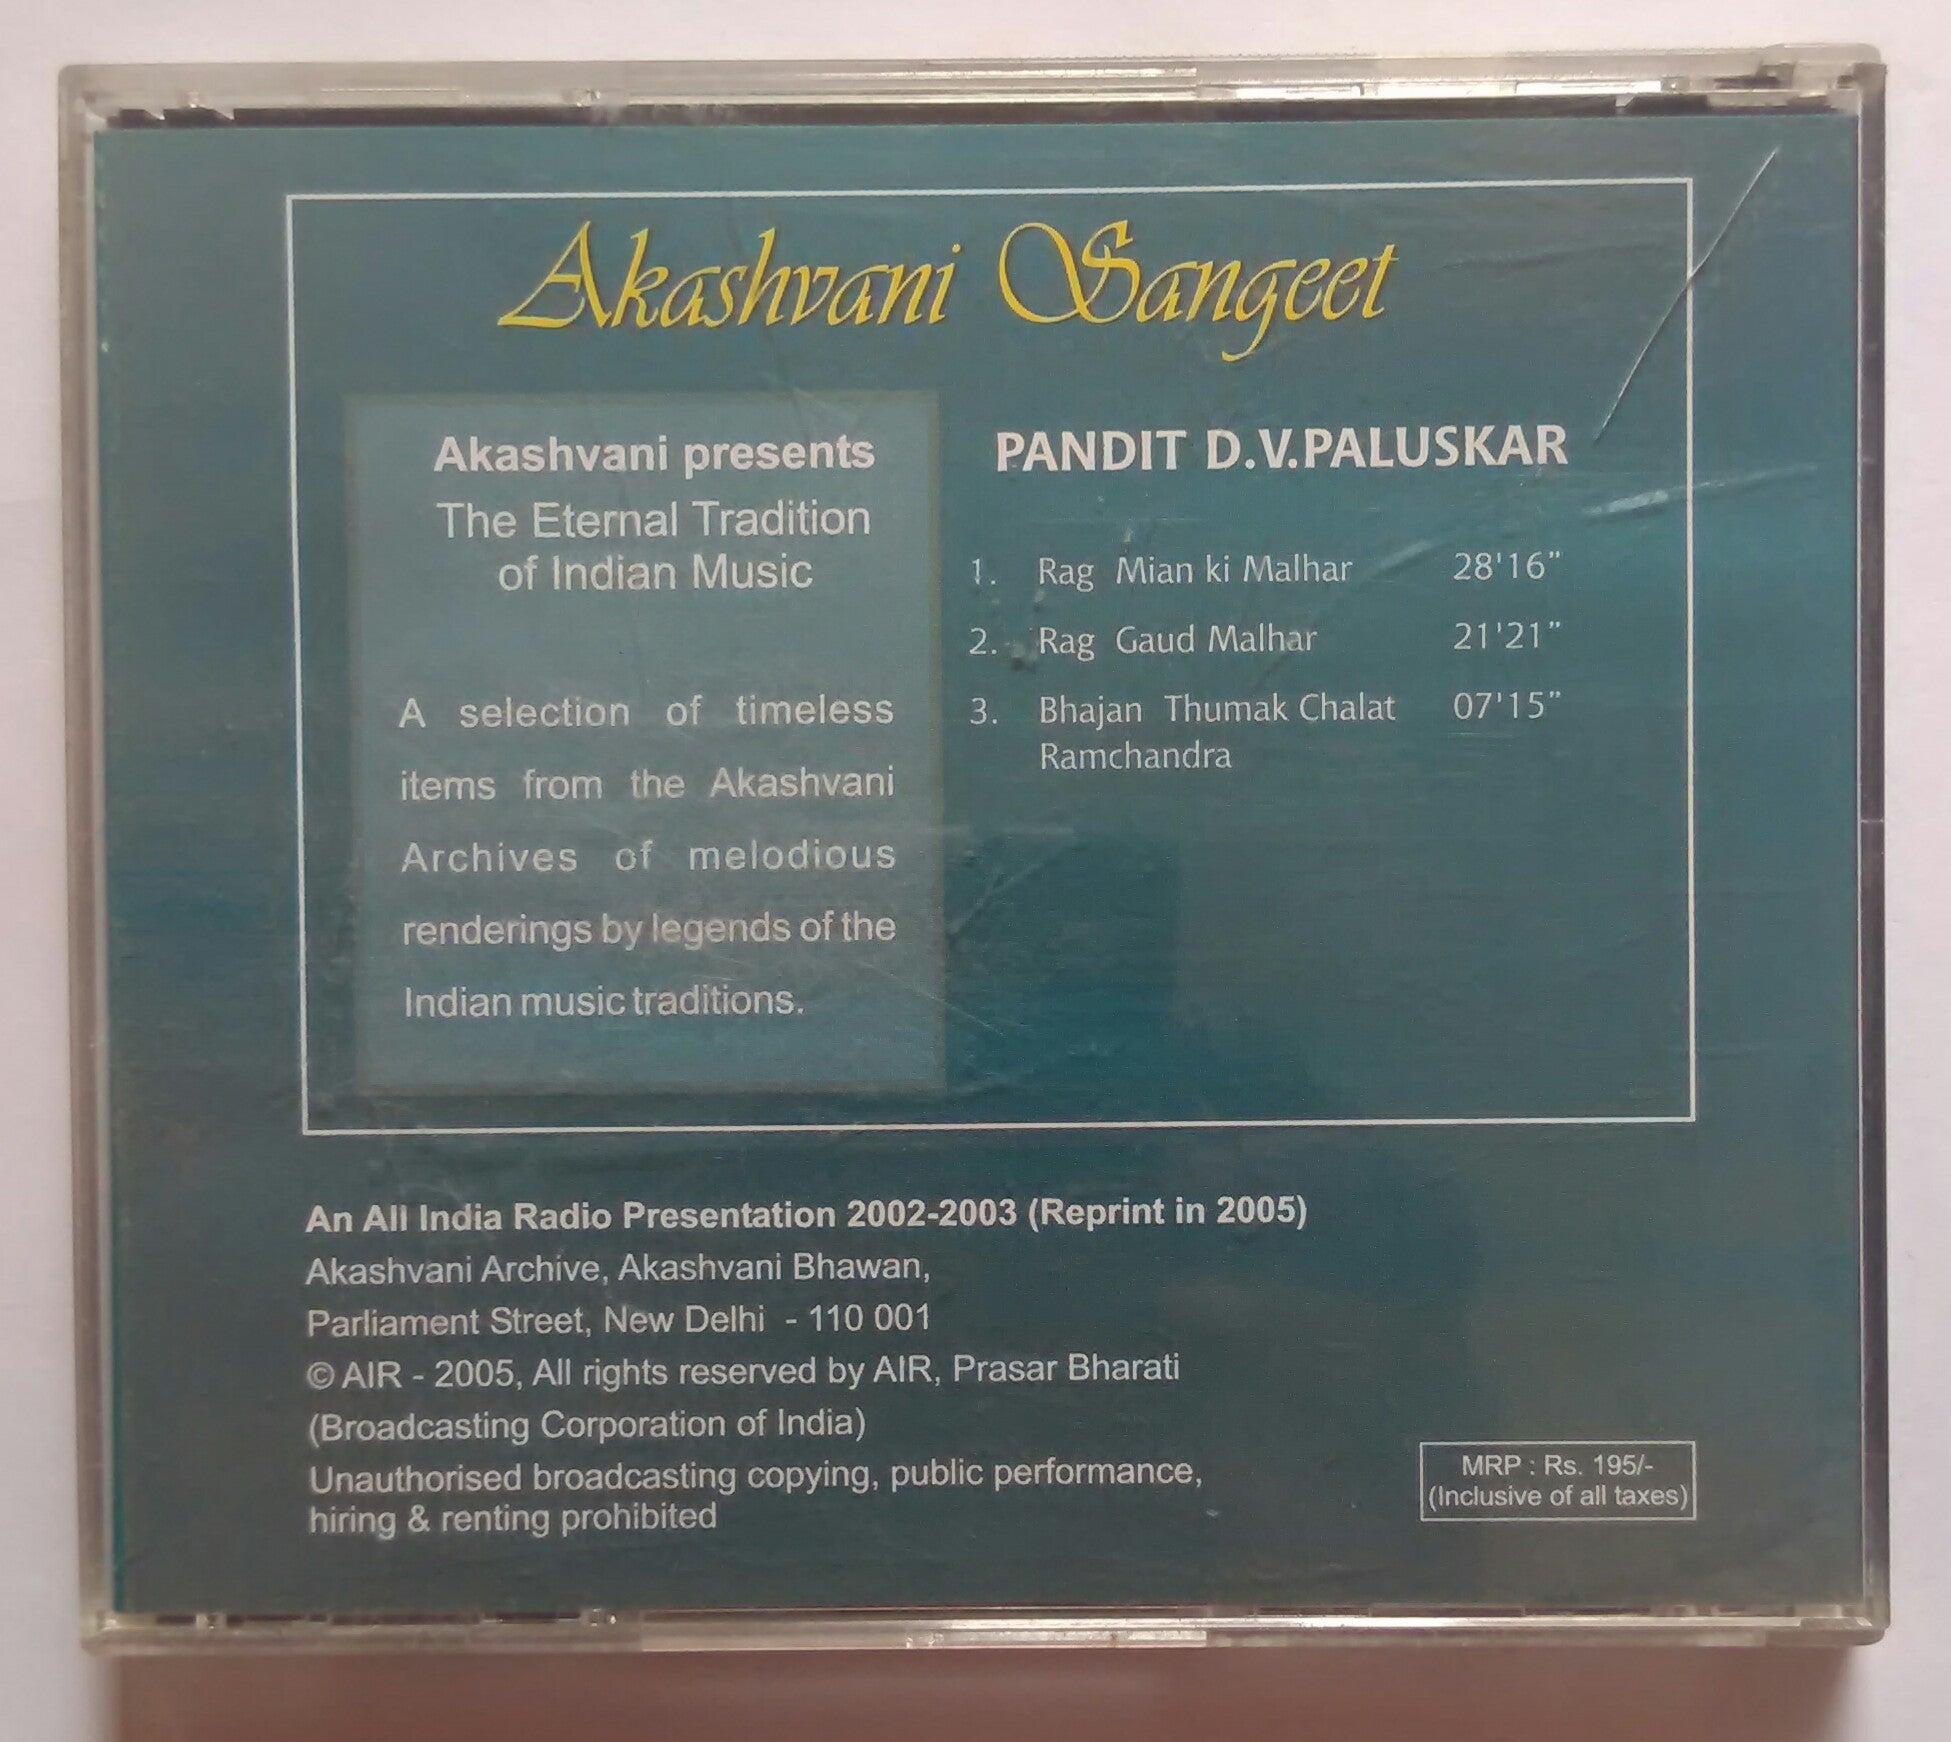 Akashvani Sangeet
Akashvani presents
The Eternal Tradition
of Indian Music
A selection of timeless
items from the Akashvani
Archives of melodious
renderings by legends of the
Indian music traditions.
PANDIT D.V.PALUSKAR
1. Rag Mian ki Malhar 28'16"
2. Rag Gaud Malhar 21'21"
3. Bhajan Thumak Chalat 07'15"
Ramchandra
An All India Radio Presentation 2002-2003 (Reprint in 2005)
Akashvani Archive, Akashvani Bhawan,
Parliament Street, New Delhi - 110 001
© AIR - 2005, All rights reserved by AIR, Prasar Bharati
(Broadcasting Corporation of India)
Unauthorised broadcasting copying, public performance,
hiring & renting prohibited
MRP : Rs. 195/-
(Inclusive of all taxes)